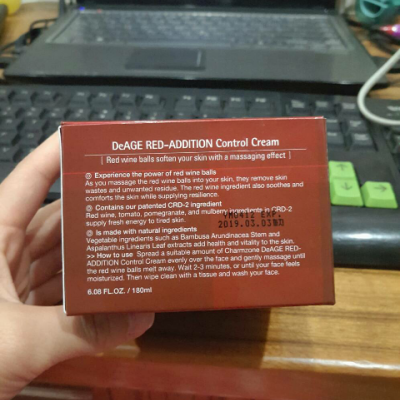 DeAGE RED-ADDITION Control Cream
[ Red wine balls soften your skin with a massaging effect ]
◎ Experience the power of red wine balls
As you massage the red wine balls into your skin, they remove skin
wastes and unwanted residue. The red wine ingredient also soothes and
comforts the skin while supplying resilience.
◎ Contains our patented CRD-2 ingredient
Red wine, tomato, pomegranate, and mulberry ingredients in CRD-2
supply fresh energy to tired skin.
EXP.
2019.03.03
◎ Is made with natural ingredients
Vegetable ingredients such as Bambusa Arundinacea Stem and
Aspalathus Linearis Leaf extracts add health and vitality to the skin.
>> How to use Spread a suitable amount of Charmzone DeAGE RED-
ADDITION Control Cream evenly over the face and gently massage until
the red wine balls melt away. Wait 2-3 minutes, or until your face feels
moisturized. Then wipe clean with a tissue and wash your face.
6.08 FL.OZ. / 180ml